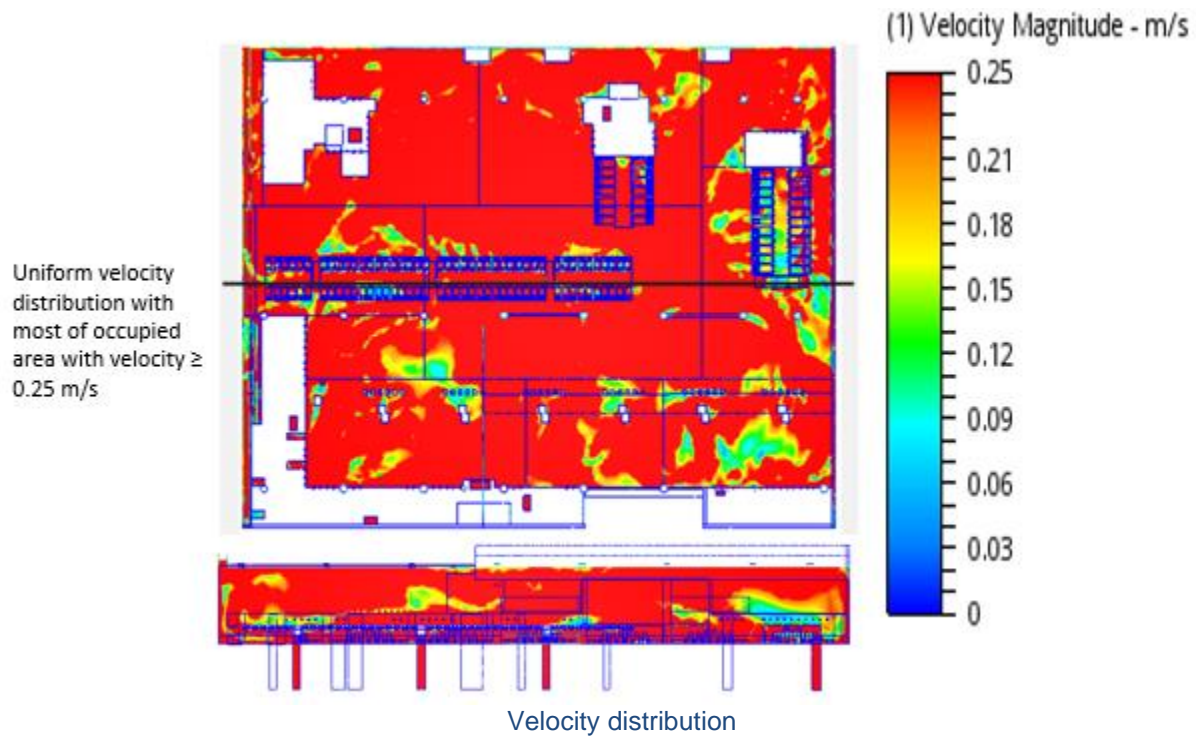 (1) Velocity Magnitude - m/s
0.25
0.21
0.18
0.15
0.12
0.09
0.06
0.03
0
Uniform velocity
distribution with
most of occupied
area with velocity ≥
0.25 m/s
Velocity distribution